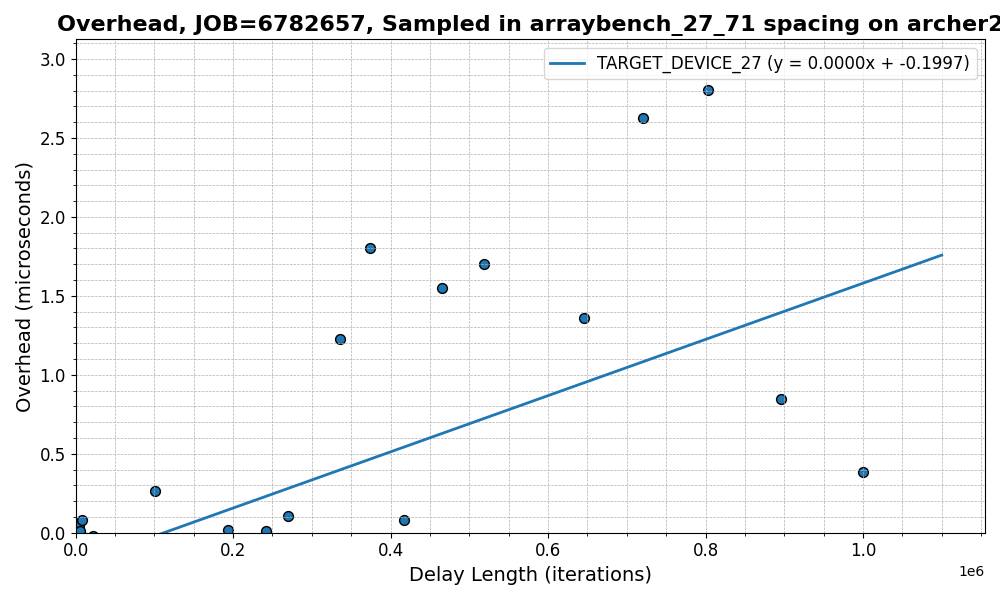 Overhead, JOB=6782657, Sampled in arraybench_27_71 spacing on archer2
TARGET_DEVICE_27 (y = 0.0000x + -0.1997)
Overhead (microseconds)
3.0
2.5
2.0
1.5
1.0
0.5
0.0
0.0 0.2 0.4 0.6 0.8 1.0
1e6
Delay Length (iterations)